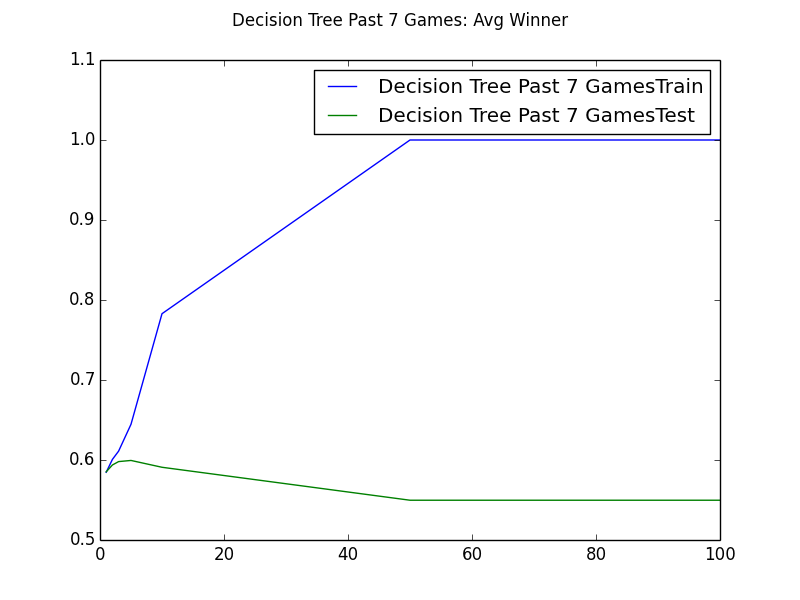 Decision Tree Past 7 Games: Avg Winner
1.1
Decision Tree Past 7 GamesTrain
Decision Tree Past 7 GamesTest
1.0
0.9
0.8
0.7
0.6
0.5
0 20 40 60 80 100